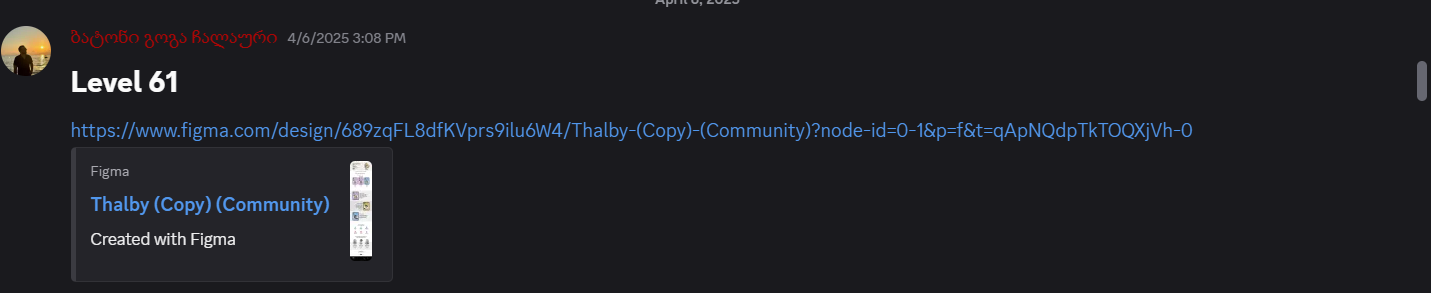 ბატონი გოგა ჩალაური 4/6/2025 3:08 PM
Level 61
https://www.figma.com/design/689zqFL8dfKVprs9ilu6W4/Thalby-(Copy)-(Community)?node-id=0-1&p=f&t=qApNQdpTkTOQXjVh-0
Figma
Thalby (Copy) (Community)
Created with Figma